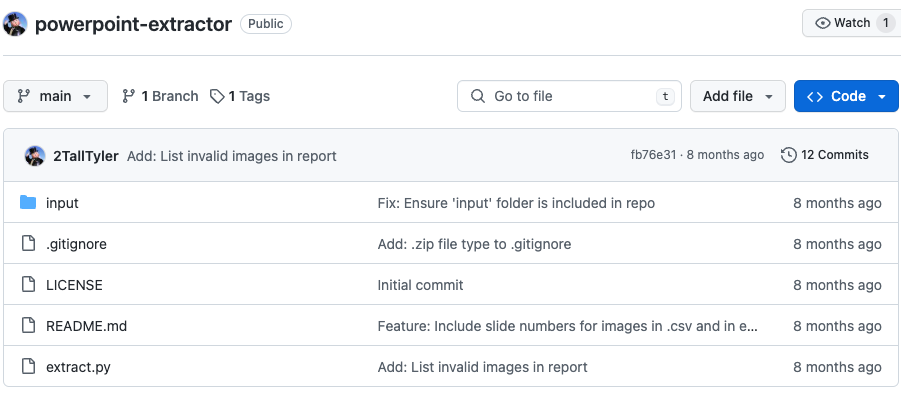 powerpoint-extractor Public Watch 1
main 1 Branch 1 Tags Go to file t Add file Code
2TallTyler Add: List invalid images in report fb76e31 · 8 months ago 12 Commits
input Fix: Ensure 'input' folder is included in repo 8 months ago
.gitignore Add: .zip file type to .gitignore 8 months ago
LICENSE Initial commit 8 months ago
README.md Feature: Include slide numbers for images in .csv and in e... 8 months ago
extract.py Add: List invalid images in report 8 months ago